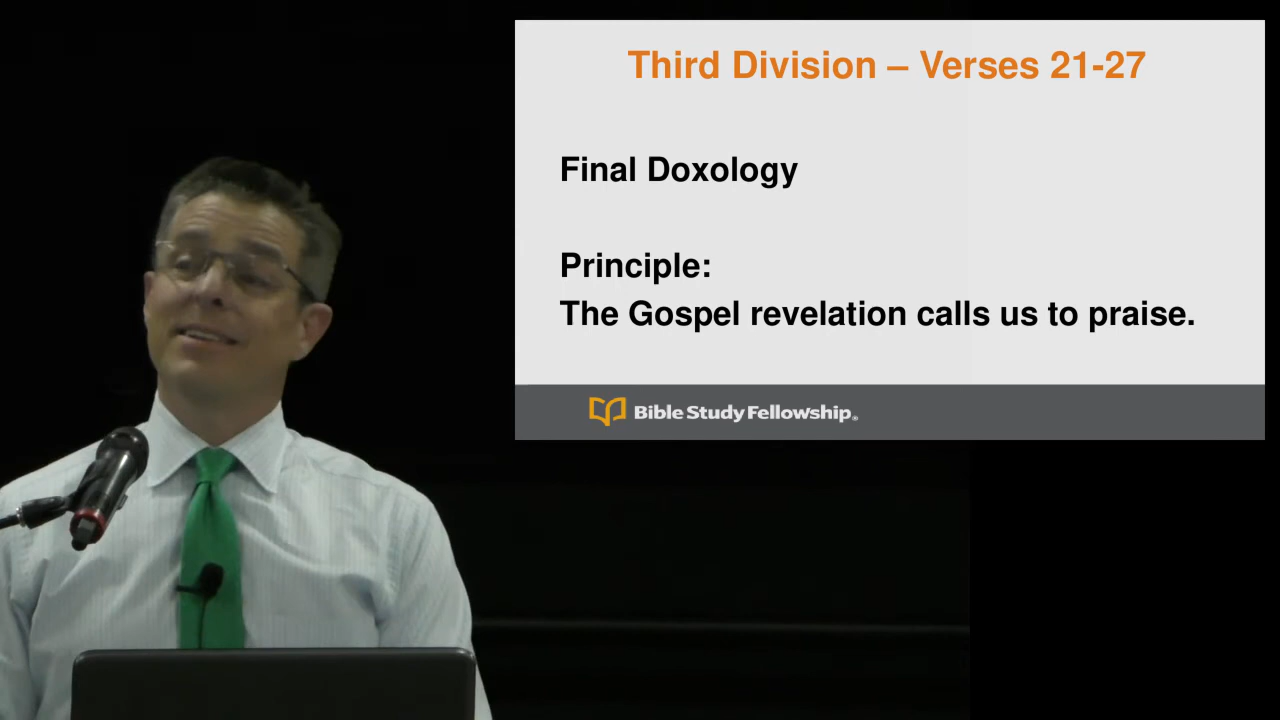 Third Division – Verses 21-27
Final Doxology
Principle:
The Gospel revelation calls us to praise.
Bible Study Fellowship®